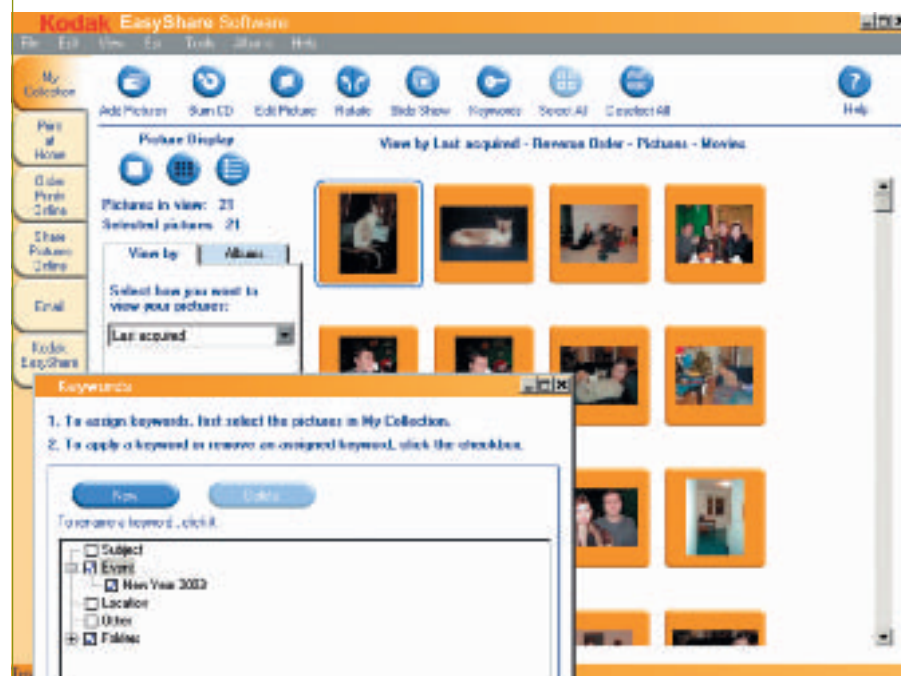 Kodak EasyShare Software
File Edit View Tools Albums Help
My Collection
Add Pictures Burn CD Edit Picture Rotate Slide Show Keywords Select All Deselect All Help
Print at Home
Order Prints Online
Share Pictures Online
Email
Kodak EasyShare
Picture Display
View by Last acquired - Reverse Order - Pictures - Movies
Pictures in view: 21
Selected pictures: 21
View by Albums
Select how you want to
view your pictures:
Last acquired
Keywords
1. To assign keywords, first select the pictures in My Collection.
2. To apply a keyword or remove an assigned keyword, click the checkbox.
New Delete
To rename a keyword, click it.
Subject
Event
New Year 2003
Location
Other
Folders